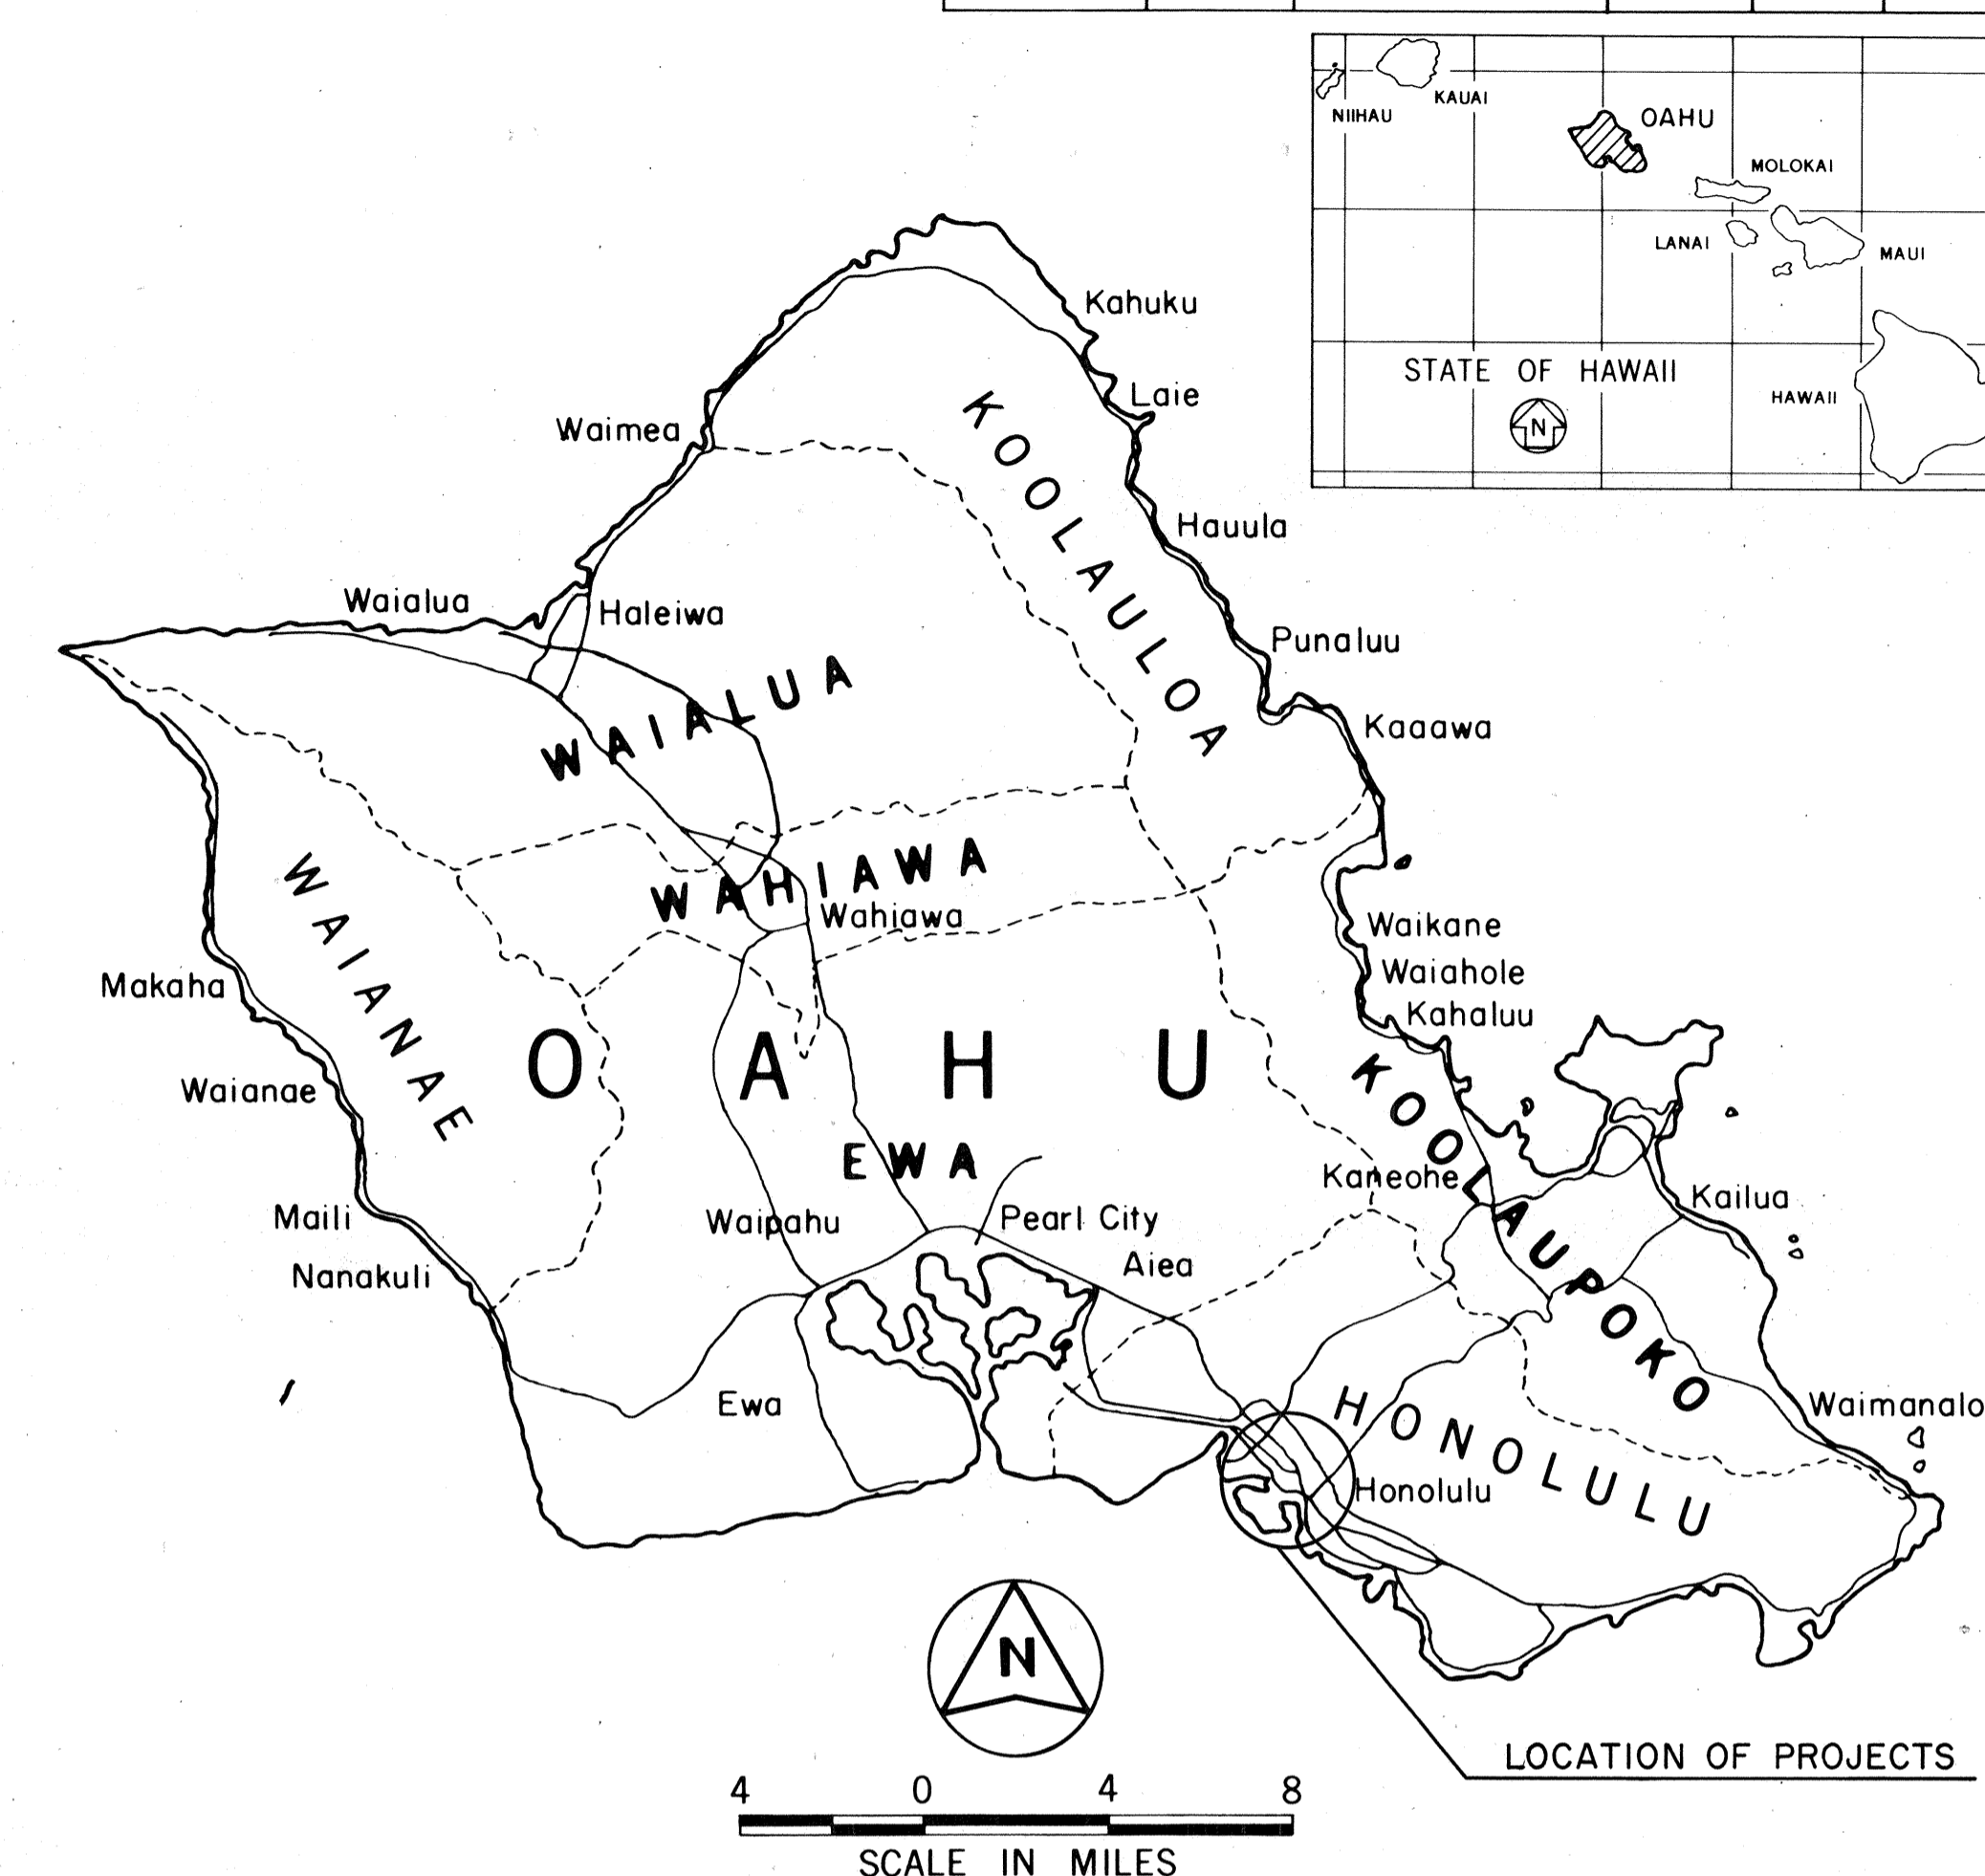 NIIHAU
KAUAI
OAHU
MOLOKAI
LANAI
MAUI
HAWAII
STATE OF HAWAII
N
Kahuku
Laie
Waimea
KOOLAULOA
Hauula
Waialua
Haleiwa
Punaluu
WAIALUA
Kaaawa
WAHIAWA
Wahiawa
WAIANAE
Waikane
Waiahole
Makaha
Kahaluu
OAHU
Waianae
KOOLAUPOKO
EWA
Kaneohe
Kailua
Maili
Waipahu
Pearl City
Nanakuli
Aiea
Ewa
Waimanalo
HONOLULU
Honolulu
N
LOCATION OF PROJECTS
4 0 4 8
SCALE IN MILES